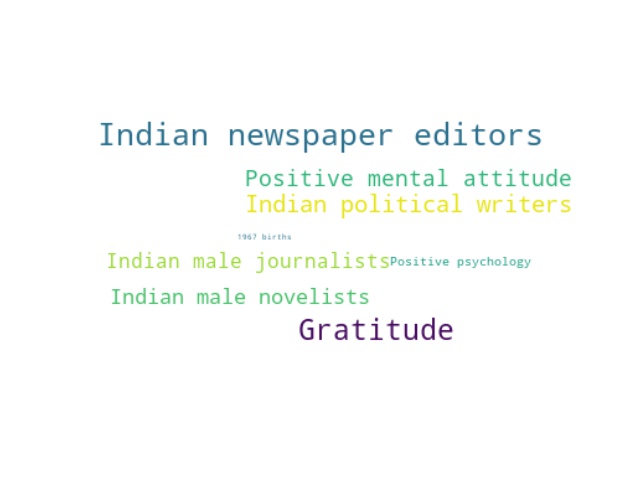 Indian newspaper editors
Positive mental attitude
Indian political writers
1967 births
Indian male journalists
Positive psychology
Indian male novelists
Gratitude